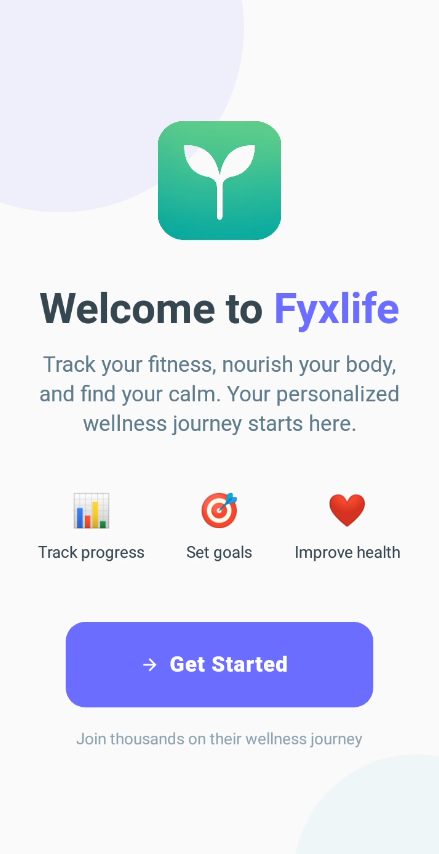 Welcome to Fyxlife
Track your fitness, nourish your body,
and find your calm. Your personalized
wellness journey starts here.
Track progress
Set goals
Improve health
→ Get Started
Join thousands on their wellness journey